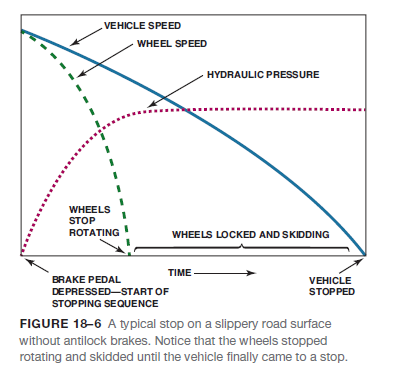 VEHICLE SPEED
WHEEL SPEED
HYDRAULIC PRESSURE
WHEELS
STOP
ROTATING
WHEELS LOCKED AND SKIDDING
TIME
BRAKE PEDAL
DEPRESSED—START OF
STOPPING SEQUENCE
VEHICLE
STOPPED
FIGURE 18–6 A typical stop on a slippery road surface
without antilock brakes. Notice that the wheels stopped
rotating and skidded until the vehicle finally came to a stop.